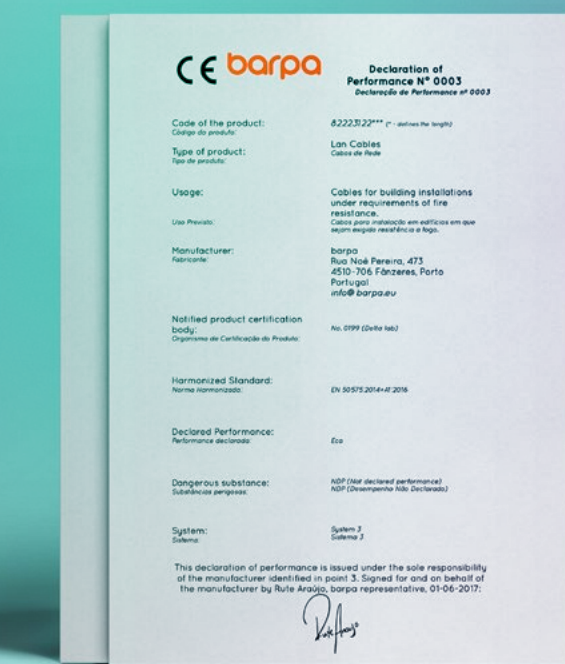 CE barpa
Declaration of
Performance N° 0003
Declaração de Performance nº 0003
Code of the product:
Código do produto:
82223122*** (* - defines the length)
Type of product:
Tipo de produto:
Lan Cables
Cabos de Rede
Usage:
Uso Previsto:
Cables for building installations
under requirements of fire
resistance.
Cabos para instalação em edifícios em que
sejam exigido resistência a fogo.
Manufacturer:
Fabricante:
barpa
Rua Noé Pereira, 473
4510-706 Fânzeres, Porto
Portugal
info@barpa.eu
Notified product certification
body:
Organismo de Certificação do Produto:
No. 0199 (Delta lab)
Harmonized Standard:
Norma Harmonizada:
EN 50575:2014+A1:2016
Declared Performance:
Performance declarada:
Eca
Dangerous substance:
Substâncias perigosas:
NDP (Not declared performance)
NDP (Desempenho Não Declarado)
System:
Sistema:
System 3
Sistema 3
This declaration of performance is issued under the sole responsibility
of the manufacturer identified in point 3. Signed for and on behalf of
the manufacturer by Rute Araújo, barpa representative, 01-06-2017:
Rute Araujo